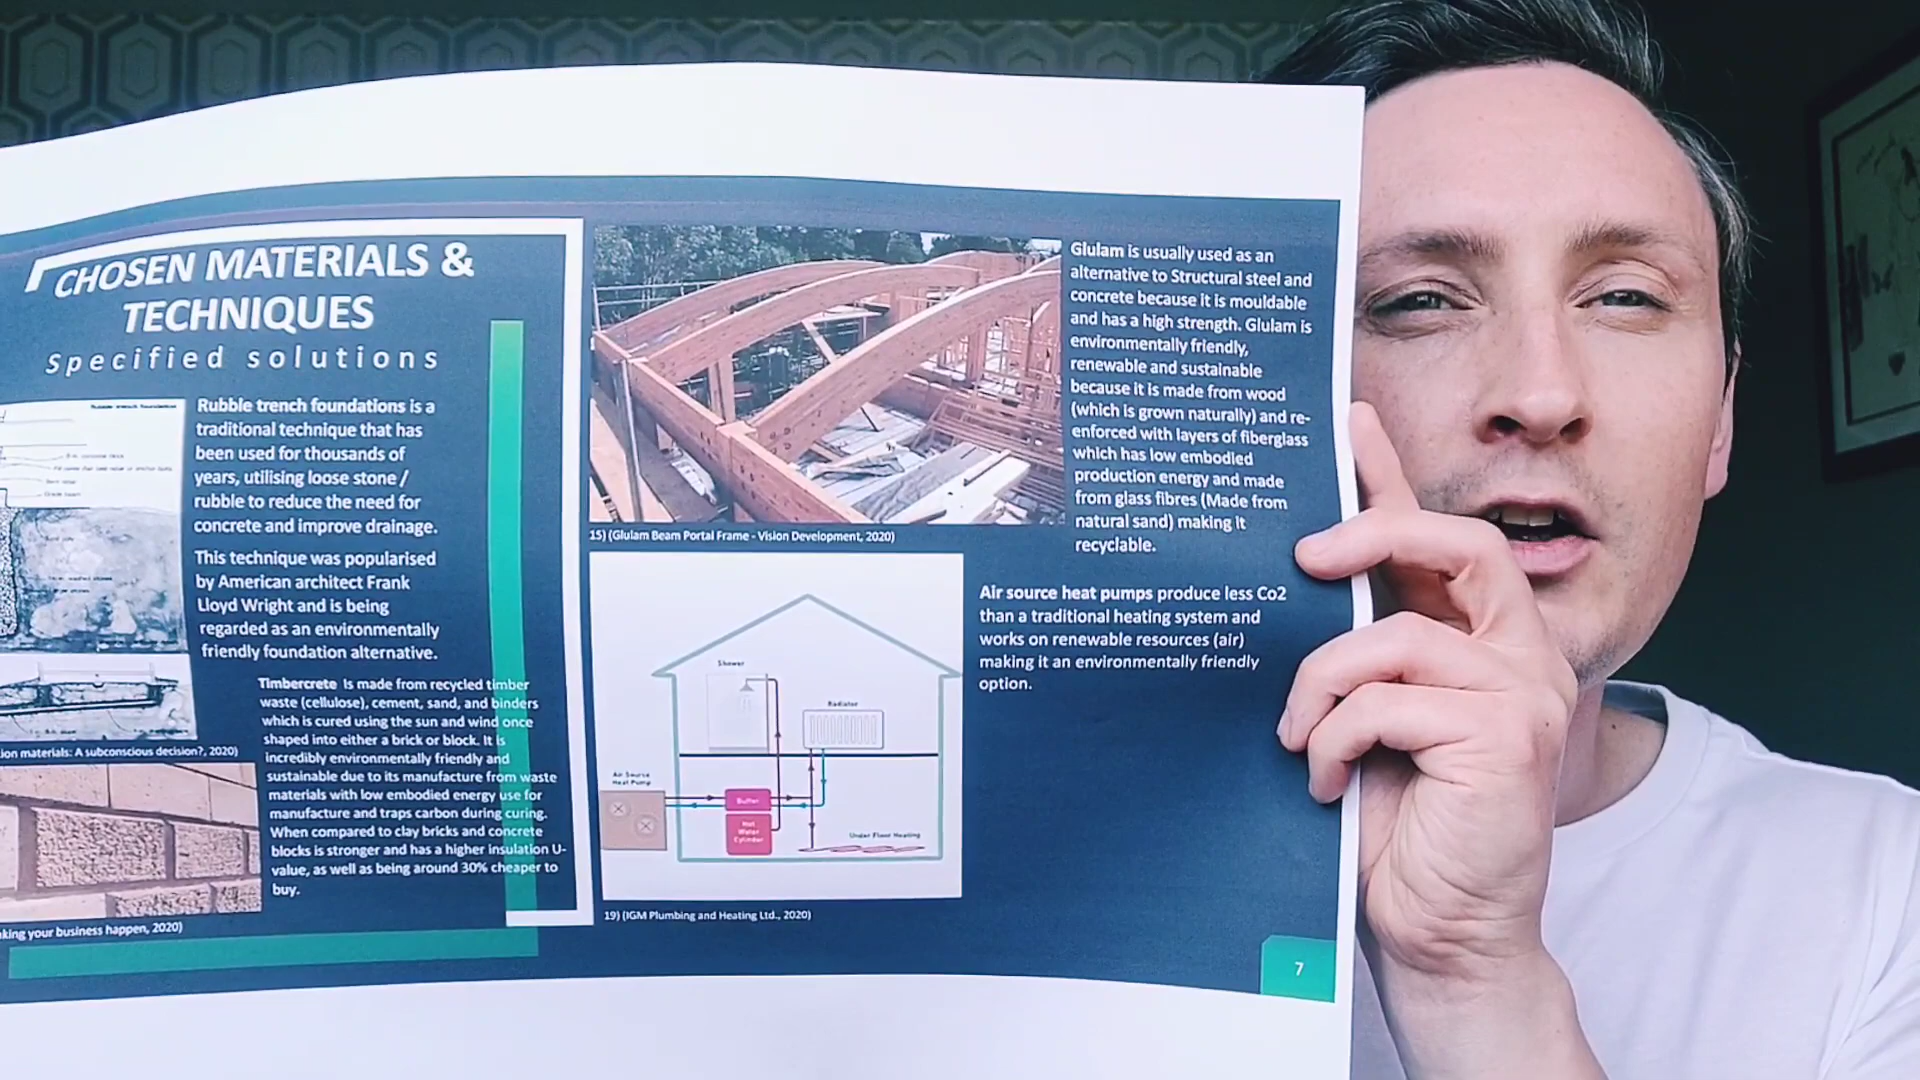 CHOSEN MATERIALS &
TECHNIQUES
Specified solutions
Rubble trench foundation
Rubble trench foundations is a
traditional technique that has
been used for thousands of
years, utilising loose stone /
rubble to reduce the need for
concrete and improve drainage.
This technique was popularised
by American architect Frank
Lloyd Wright and is being
regarded as an environmentally
friendly foundation alternative.
materials: A subconscious decision?, 2020)
Timbercrete Is made from recycled timber
waste (cellulose), cement, sand, and binders
which is cured using the sun and wind once
shaped into either a brick or block. It is
incredibly environmentally friendly and
sustainable due to its manufacture from waste
materials with low embodied energy use for
manufacture and traps carbon during curing.
When compared to clay bricks and concrete
blocks is stronger and has a higher insulation U-
value, as well as being around 30% cheaper to
buy.
your business happen, 2020)
15) (Glulam Beam Portal Frame - Vision Development, 2020)
Glulam is usually used as an
alternative to Structural steel and
concrete because it is mouldable
and has a high strength. Glulam is
environmentally friendly,
renewable and sustainable
because it is made from wood
(which is grown naturally) and re-
enforced with layers of fiberglass
which has low embodied
production energy and made
from glass fibres (Made from
natural sand) making it
recyclable.
Shower
Radiator
Air Source
Heat Pump
Buffer
Hot
Water
Cylinder
Under Floor Heating
19) (IGM Plumbing and Heating Ltd., 2020)
Air source heat pumps produce less Co2
than a traditional heating system and
works on renewable resources (air)
making it an environmentally friendly
option.
7